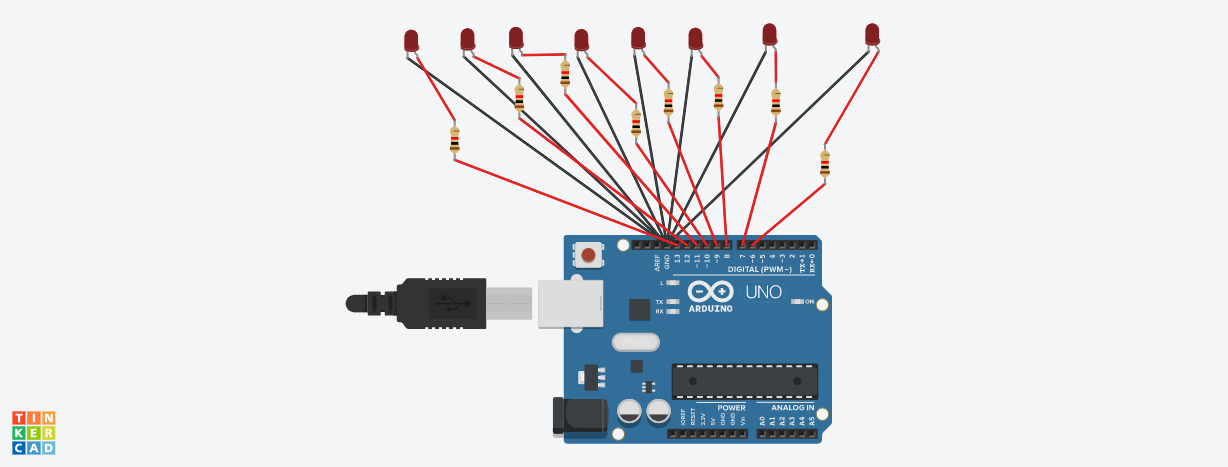 AREF
GND
13
12
~11
~10
~9
8
7
~6
~5
4
~3
2
TX→1
RX←0
DIGITAL (PWM~)
L
TX
RX
ARDUINO
UNO
ON
POWER
ANALOG IN
IOREF
RESET
3.3V
5V
GND
GND
Vin
A0
A1
A2
A3
A4
A5
TIN
KER
CAD